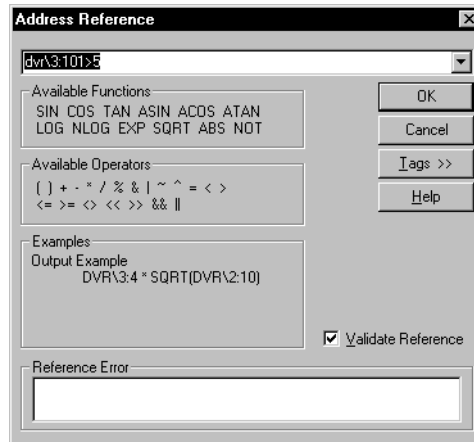 Address Reference
dvr\3:101>5
Available Functions
SIN COS TAN ASIN ACOS ATAN
LOG NLOG EXP SQRT ABS NOT
OK
Cancel
Tags >>
Help
Available Operators
( ) + - * / % & | ~ ^ = < >
<= >= <> << >> && ||
Examples
Output Example
DVR\3:4 * SQRT(DVR\2:10)
Validate Reference
Reference Error